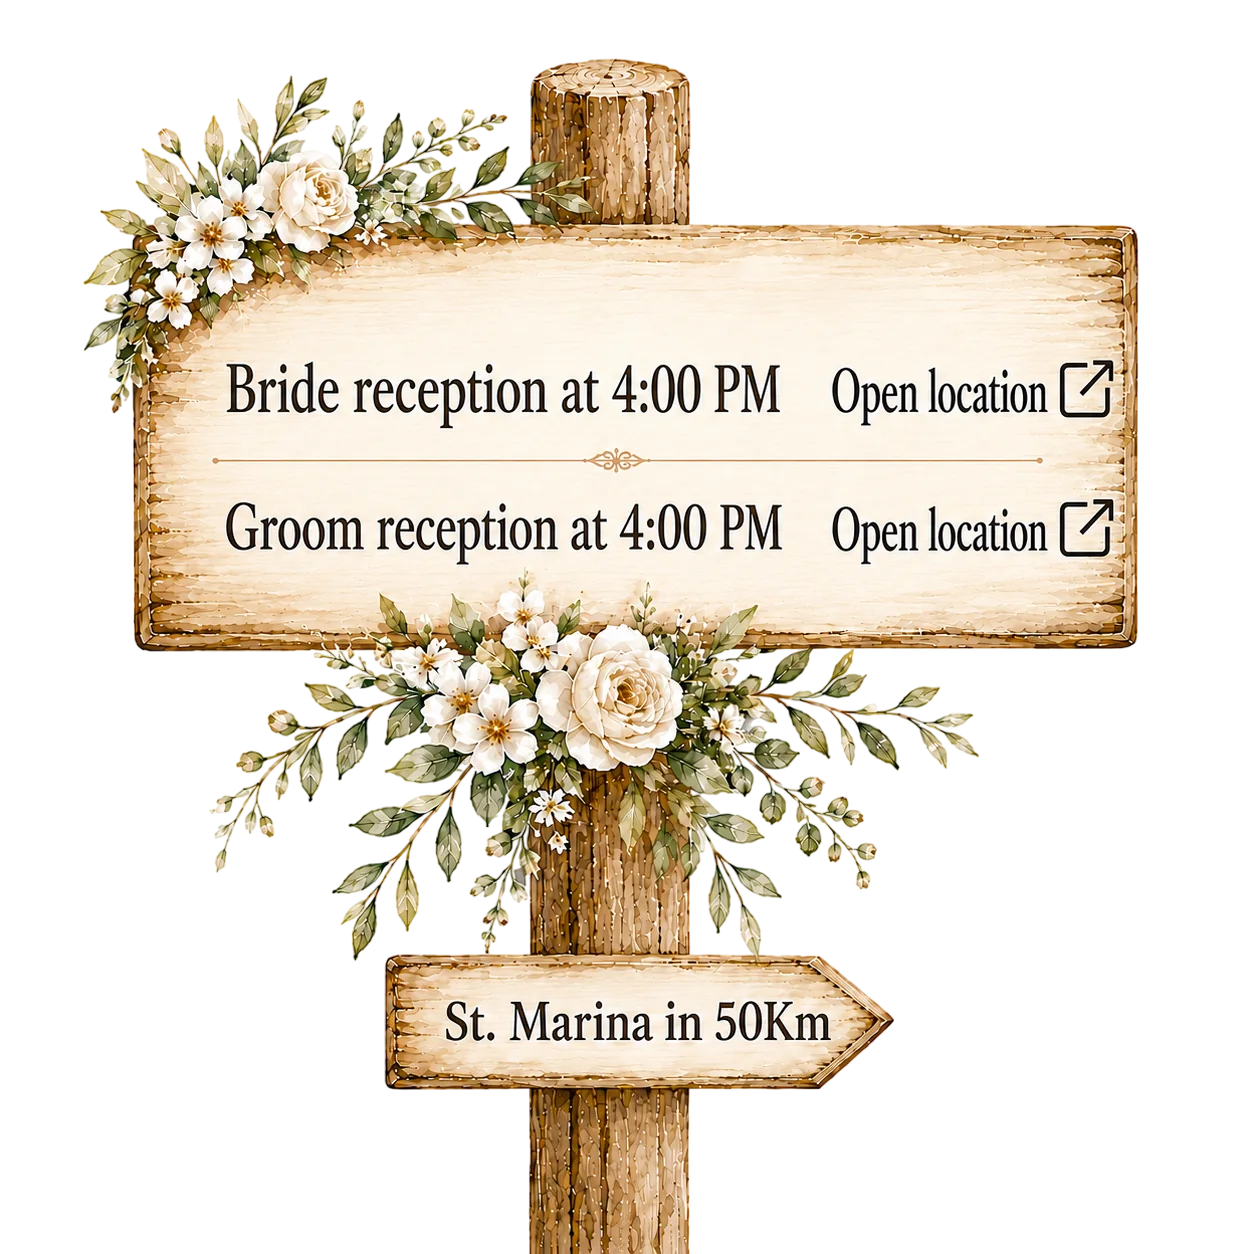 Bride reception at 4:00 PM Open location
Groom reception at 4:00 PM Open location
St. Marina in 50Km